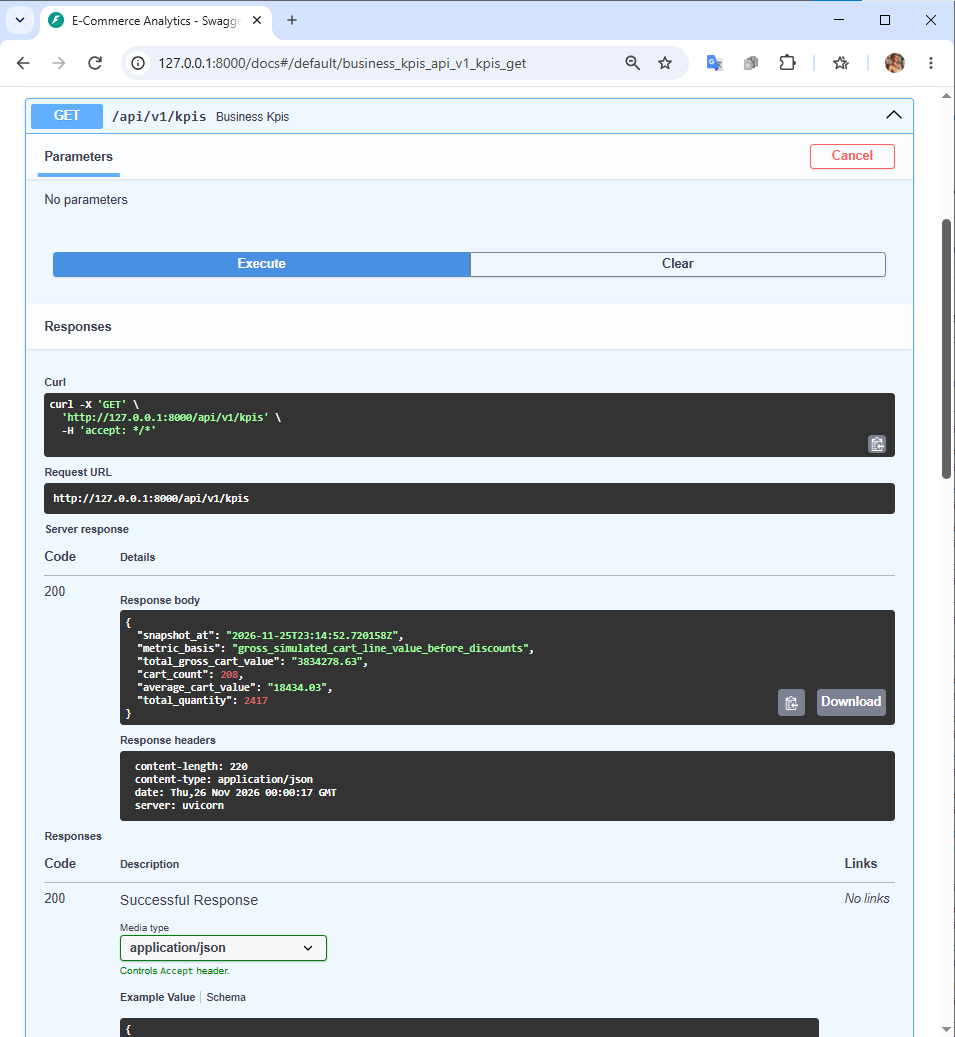 E-Commerce Analytics - Swagge
127.0.0.1:8000/docs#/default/business_kpis_api_v1_kpis_get
GET /api/v1/kpis Business Kpis
Parameters
Cancel
No parameters
Execute
Clear
Responses
Curl
curl -X 'GET' \
'http://127.0.0.1:8000/api/v1/kpis' \
-H 'accept: */*'
Request URL
http://127.0.0.1:8000/api/v1/kpis
Server response
Code Details
200
Response body
{
"snapshot_at": "2026-11-25T23:14:52.720158Z",
"metric_basis": "gross_simulated_cart_line_value_before_discounts",
"total_gross_cart_value": "3834278.63",
"cart_count": 208,
"average_cart_value": "18434.03",
"total_quantity": 2417
}
Download
Response headers
content-length: 220
content-type: application/json
date: Thu,26 Nov 2026 00:00:17 GMT
server: uvicorn
Responses
Code Description Links
200 Successful Response No links
Media type
application/json
Controls Accept header.
Example Value Schema
{